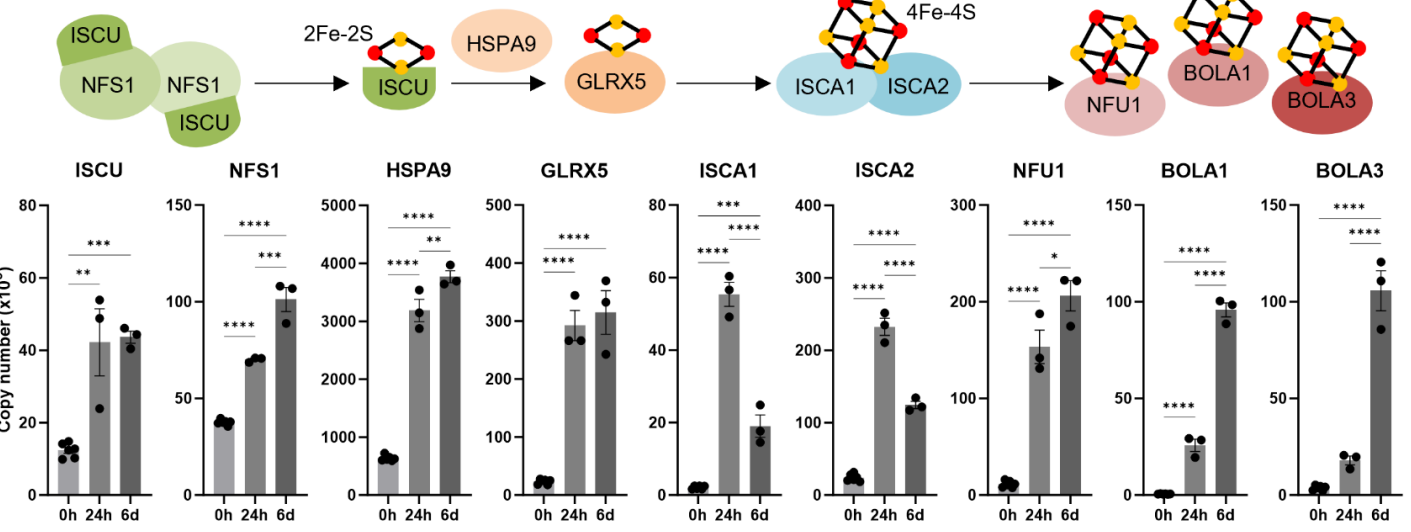 ISCU
NFS1
NFS1
ISCU
2Fe-2S
ISCU
HSPA9
GLRX5
4Fe-4S
ISCA1
ISCA2
NFU1
BOLA1
BOLA3
Copy number (x10³)
ISCU
80
60
40
20
0
***
**
0h 24h 6d
NFS1
150
100
50
0
****
***
****
0h 24h 6d
HSPA9
5000
4000
3000
2000
1000
0
****
**
****
0h 24h 6d
GLRX5
500
400
300
200
100
0
****
****
0h 24h 6d
ISCA1
80
60
40
20
0
***
****
****
0h 24h 6d
ISCA2
400
300
200
100
0
****
****
****
0h 24h 6d
NFU1
300
200
100
0
****
*
****
0h 24h 6d
BOLA1
150
100
50
0
****
****
****
0h 24h 6d
BOLA3
150
100
50
0
****
****
0h 24h 6d